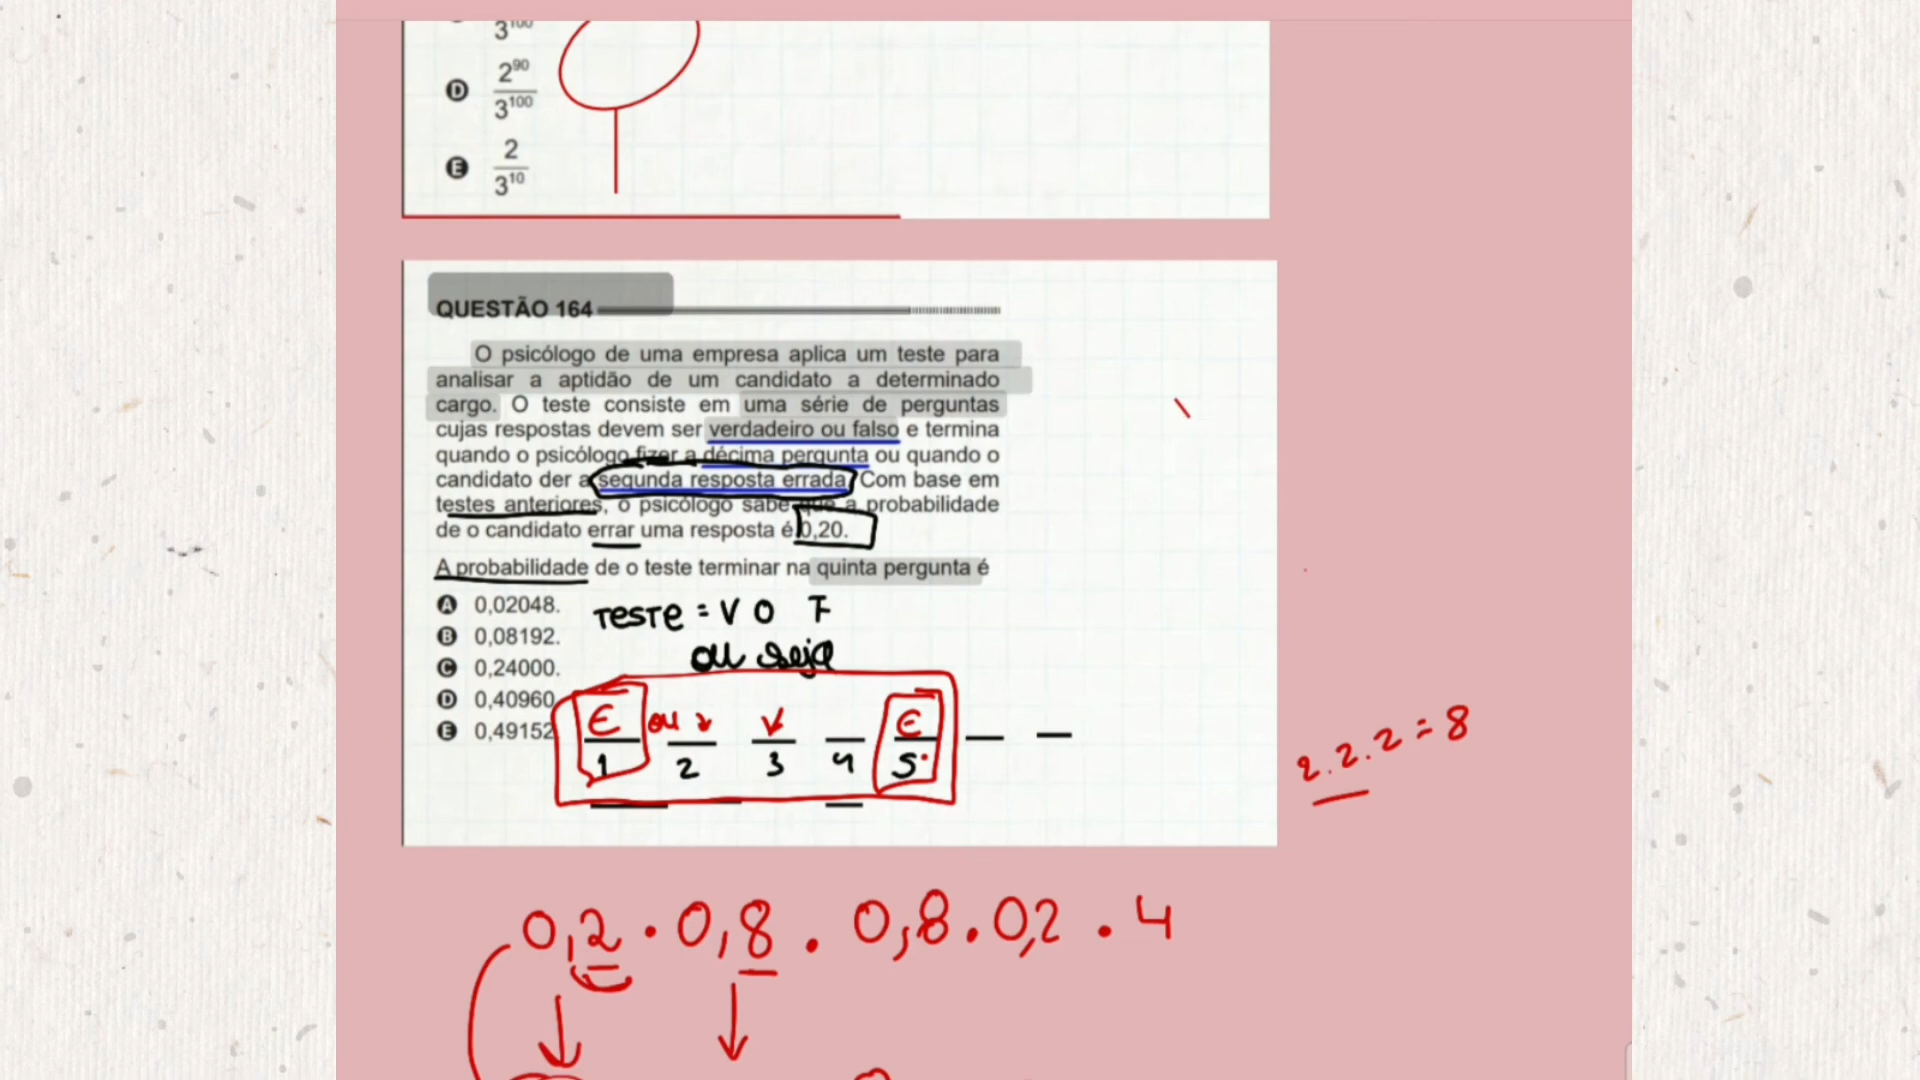 3¹⁰⁰
D 2⁹⁰
3¹⁰⁰
E 2
3¹⁰
QUESTÃO 164
O psicólogo de uma empresa aplica um teste para
analisar a aptidão de um candidato a determinado
cargo. O teste consiste em uma série de perguntas
cujas respostas devem ser verdadeiro ou falso e termina
quando o psicólogo fizer a décima pergunta ou quando o
candidato der a segunda resposta errada. Com base em
testes anteriores, o psicólogo sabe que a probabilidade
de o candidato errar uma resposta é 0,20.
A probabilidade de o teste terminar na quinta pergunta é
A 0,02048.
B 0,08192.
C 0,24000.
D 0,40960
E 0,49152
TESTE = V O F
ou seja
E ou V E
1 2 3 4 5
2.2.2 = 8
0,2 . 0,8 . 0,8 . 0,2 . 4